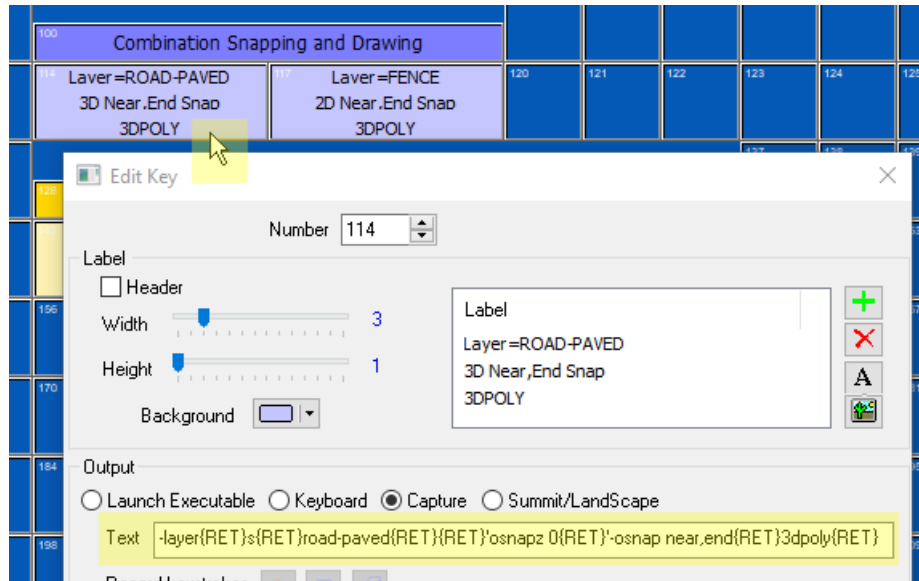 100
Combination Snapping and Drawing
114
Layer=ROAD-PAVED
3D Near,End Snap
3DPOLY
117
Layer=FENCE
2D Near,End Snap
3DPOLY
120
121
122
123
124
128
Edit Key
Number 114
Label
Header
Width 3
Height 1
Background
Label
Layer=ROAD-PAVED
3D Near,End Snap
3DPOLY
A
156
170
184
198
Output
Launch Executable Keyboard Capture Summit/LandScape
Text -layer{RET}s{RET}road-paved{RET}{RET}'osnapz 0{RET}'-osnap near,end{RET}3dpoly{RET}